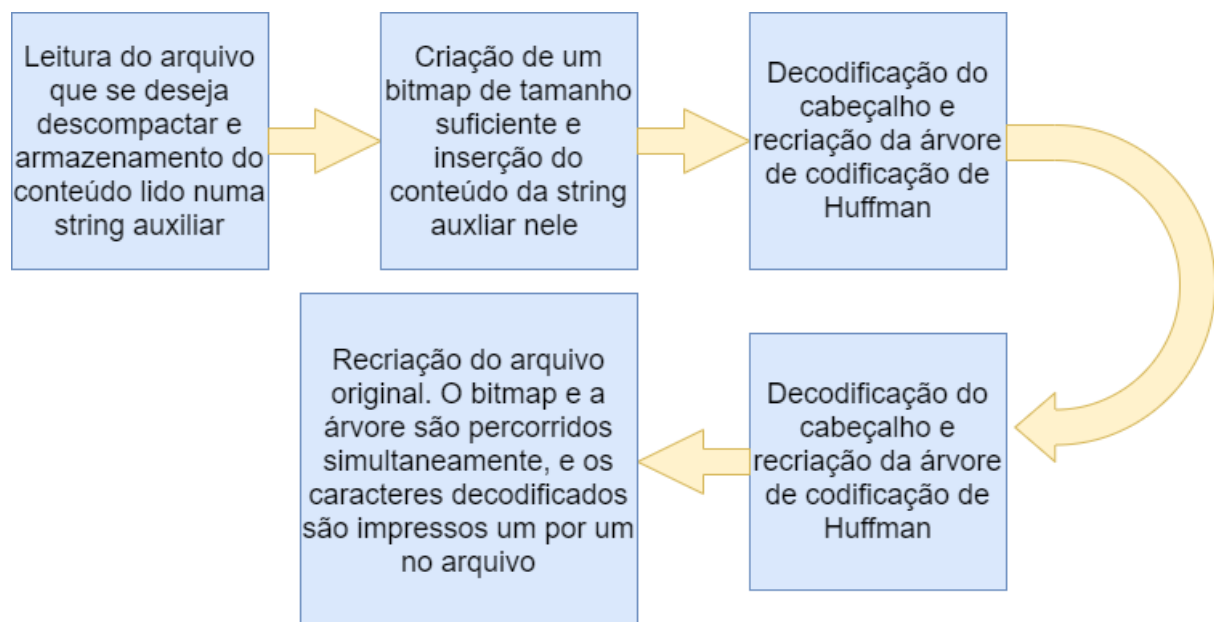 Leitura do arquivo
que se deseja
descompactar e
armazenamento do
conteúdo lido numa
string auxiliar
Criação de um
bitmap de tamanho
suficiente e
inserção do
conteúdo da string
auxliar nele
Decodificação do
cabeçalho e
recriação da árvore
de codificação de
Huffman
Decodificação do
cabeçalho e
recriação da árvore
de codificação de
Huffman
Recriação do arquivo
original. O bitmap e a
árvore são percorridos
simultaneamente, e os
caracteres decodificados
são impressos um por um
no arquivo